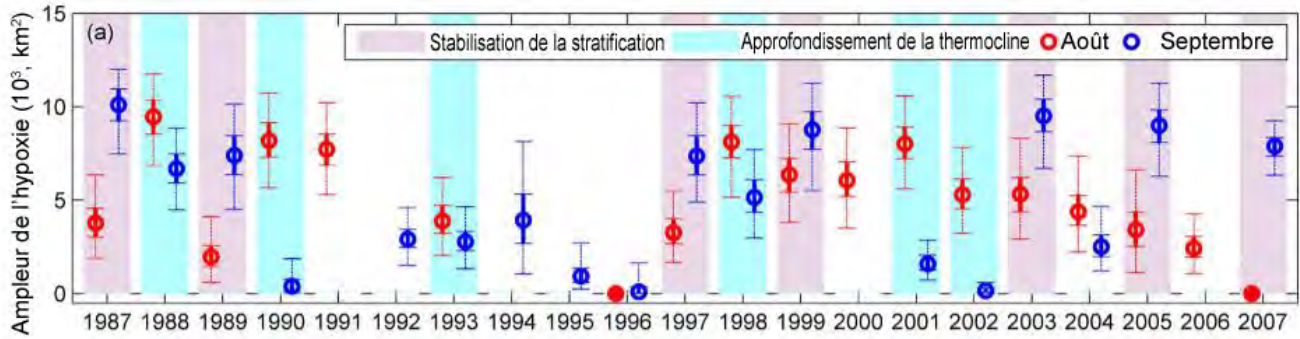 15
(a)
Stabilisation de la stratification
Approfondissement de la thermocline
Août
Septembre
10
5
0
Ampleur de l'hypoxie (10³, km²)
1987 1988 1989 1990 1991 1992 1993 1994 1995 1996 1997 1998 1999 2000 2001 2002 2003 2004 2005 2006 2007